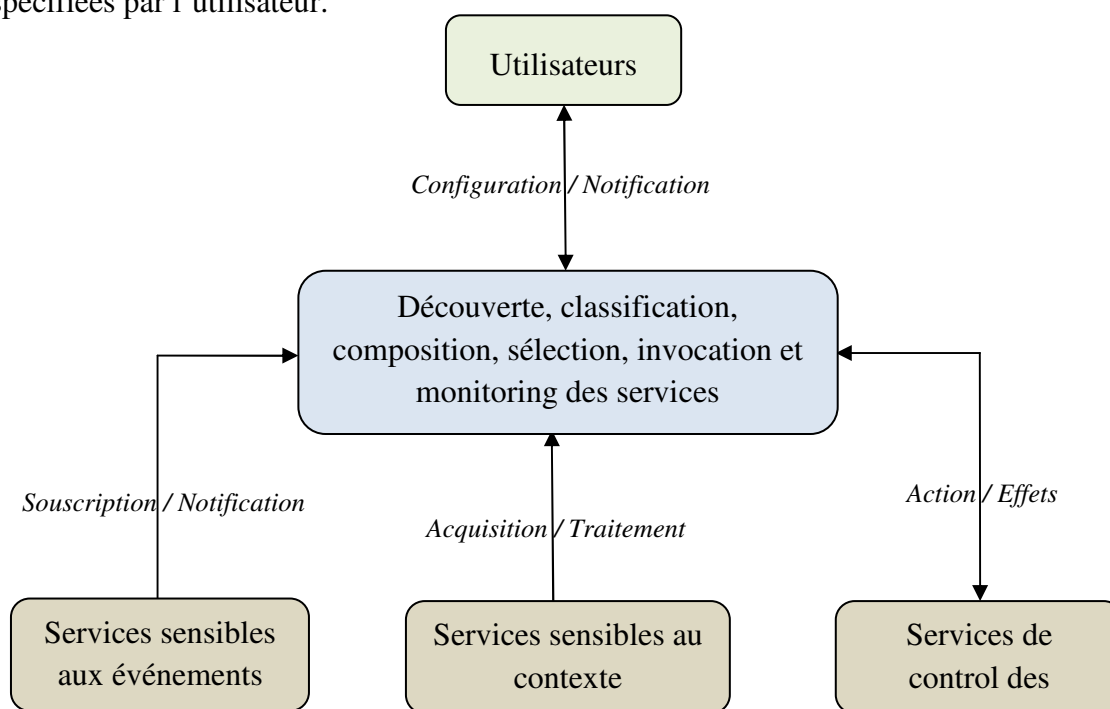 spécifiées par l'utilisateur.
Utilisateurs
Configuration / Notification
Découverte, classification,
composition, sélection, invocation et
monitoring des services
Souscription / Notification
Action / Effets
Acquisition / Traitement
Services sensibles
aux événements
Services sensibles au
contexte
Services de
control des